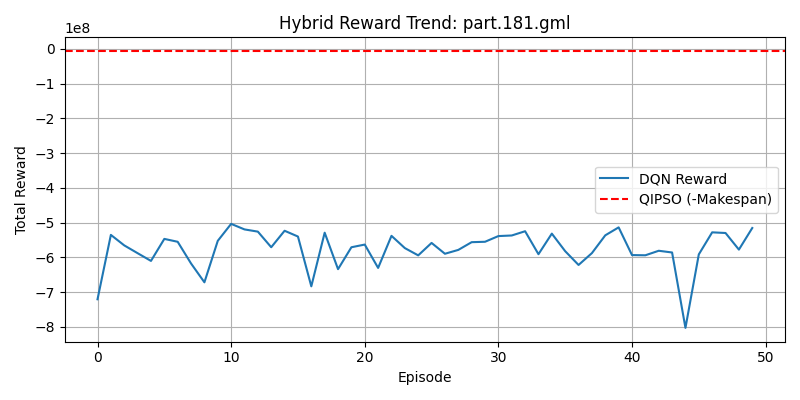 Hybrid Reward Trend: part.181.gml
1e8
0
−1
−2
−3
−4
−5
−6
−7
−8
Total Reward
DQN Reward
QIPSO (-Makespan)
0 10 20 30 40 50
Episode